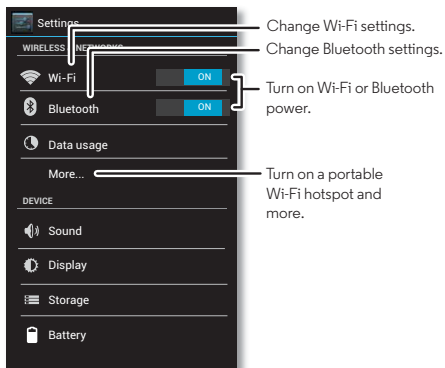 Settings
WIRELESS & NETWORKS
Wi-Fi
ON
Bluetooth
ON
Data usage
More...
DEVICE
Sound
Display
Storage
Battery
Change Wi-Fi settings.
Change Bluetooth settings.
Turn on Wi-Fi or Bluetooth
power.
Turn on a portable
Wi-Fi hotspot and
more.